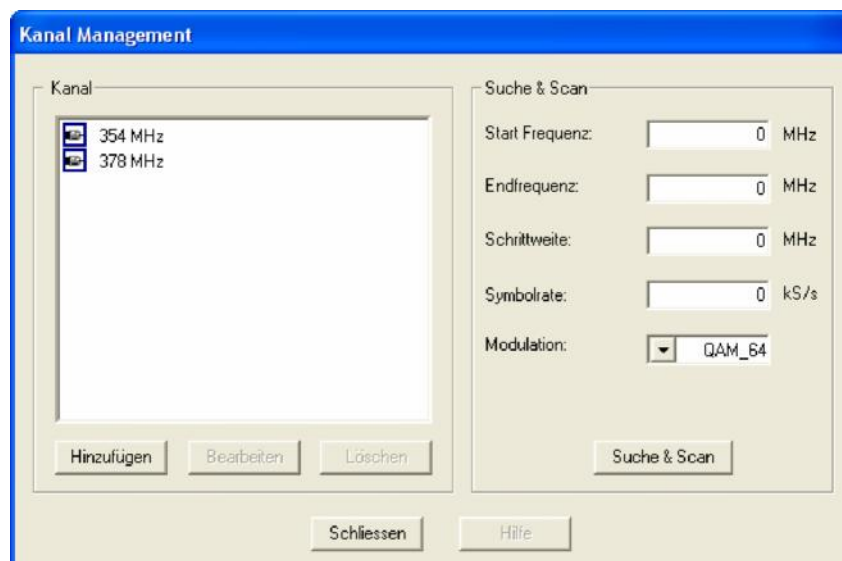 Kanal Management
Kanal
354 MHz
378 MHz
Hinzufügen
Bearbeiten
Löschen
Suche & Scan
Start Frequenz: 0 MHz
Endfrequenz: 0 MHz
Schrittweite: 0 MHz
Symbolrate: 0 kS/s
Modulation: QAM_64
Suche & Scan
Schliessen
Hilfe